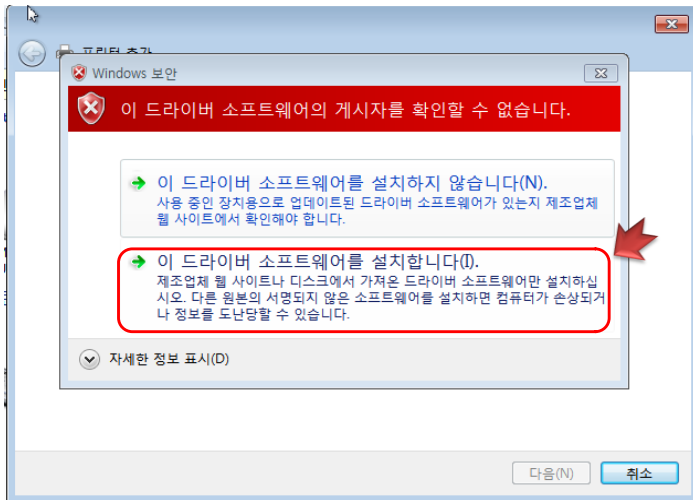 프린터 추가
Windows 보안
이 드라이버 소프트웨어의 게시자를 확인할 수 없습니다.
이 드라이버 소프트웨어를 설치하지 않습니다(N).
사용 중인 장치용으로 업데이트된 드라이버 소프트웨어가 있는지 제조업체
웹 사이트에서 확인해야 합니다.
이 드라이버 소프트웨어를 설치합니다(I).
제조업체 웹 사이트나 디스크에서 가져온 드라이버 소프트웨어만 설치하십
시오. 다른 원본의 서명되지 않은 소프트웨어를 설치하면 컴퓨터가 손상되거
나 정보를 도난당할 수 있습니다.
자세한 정보 표시(D)
다음(N)
취소